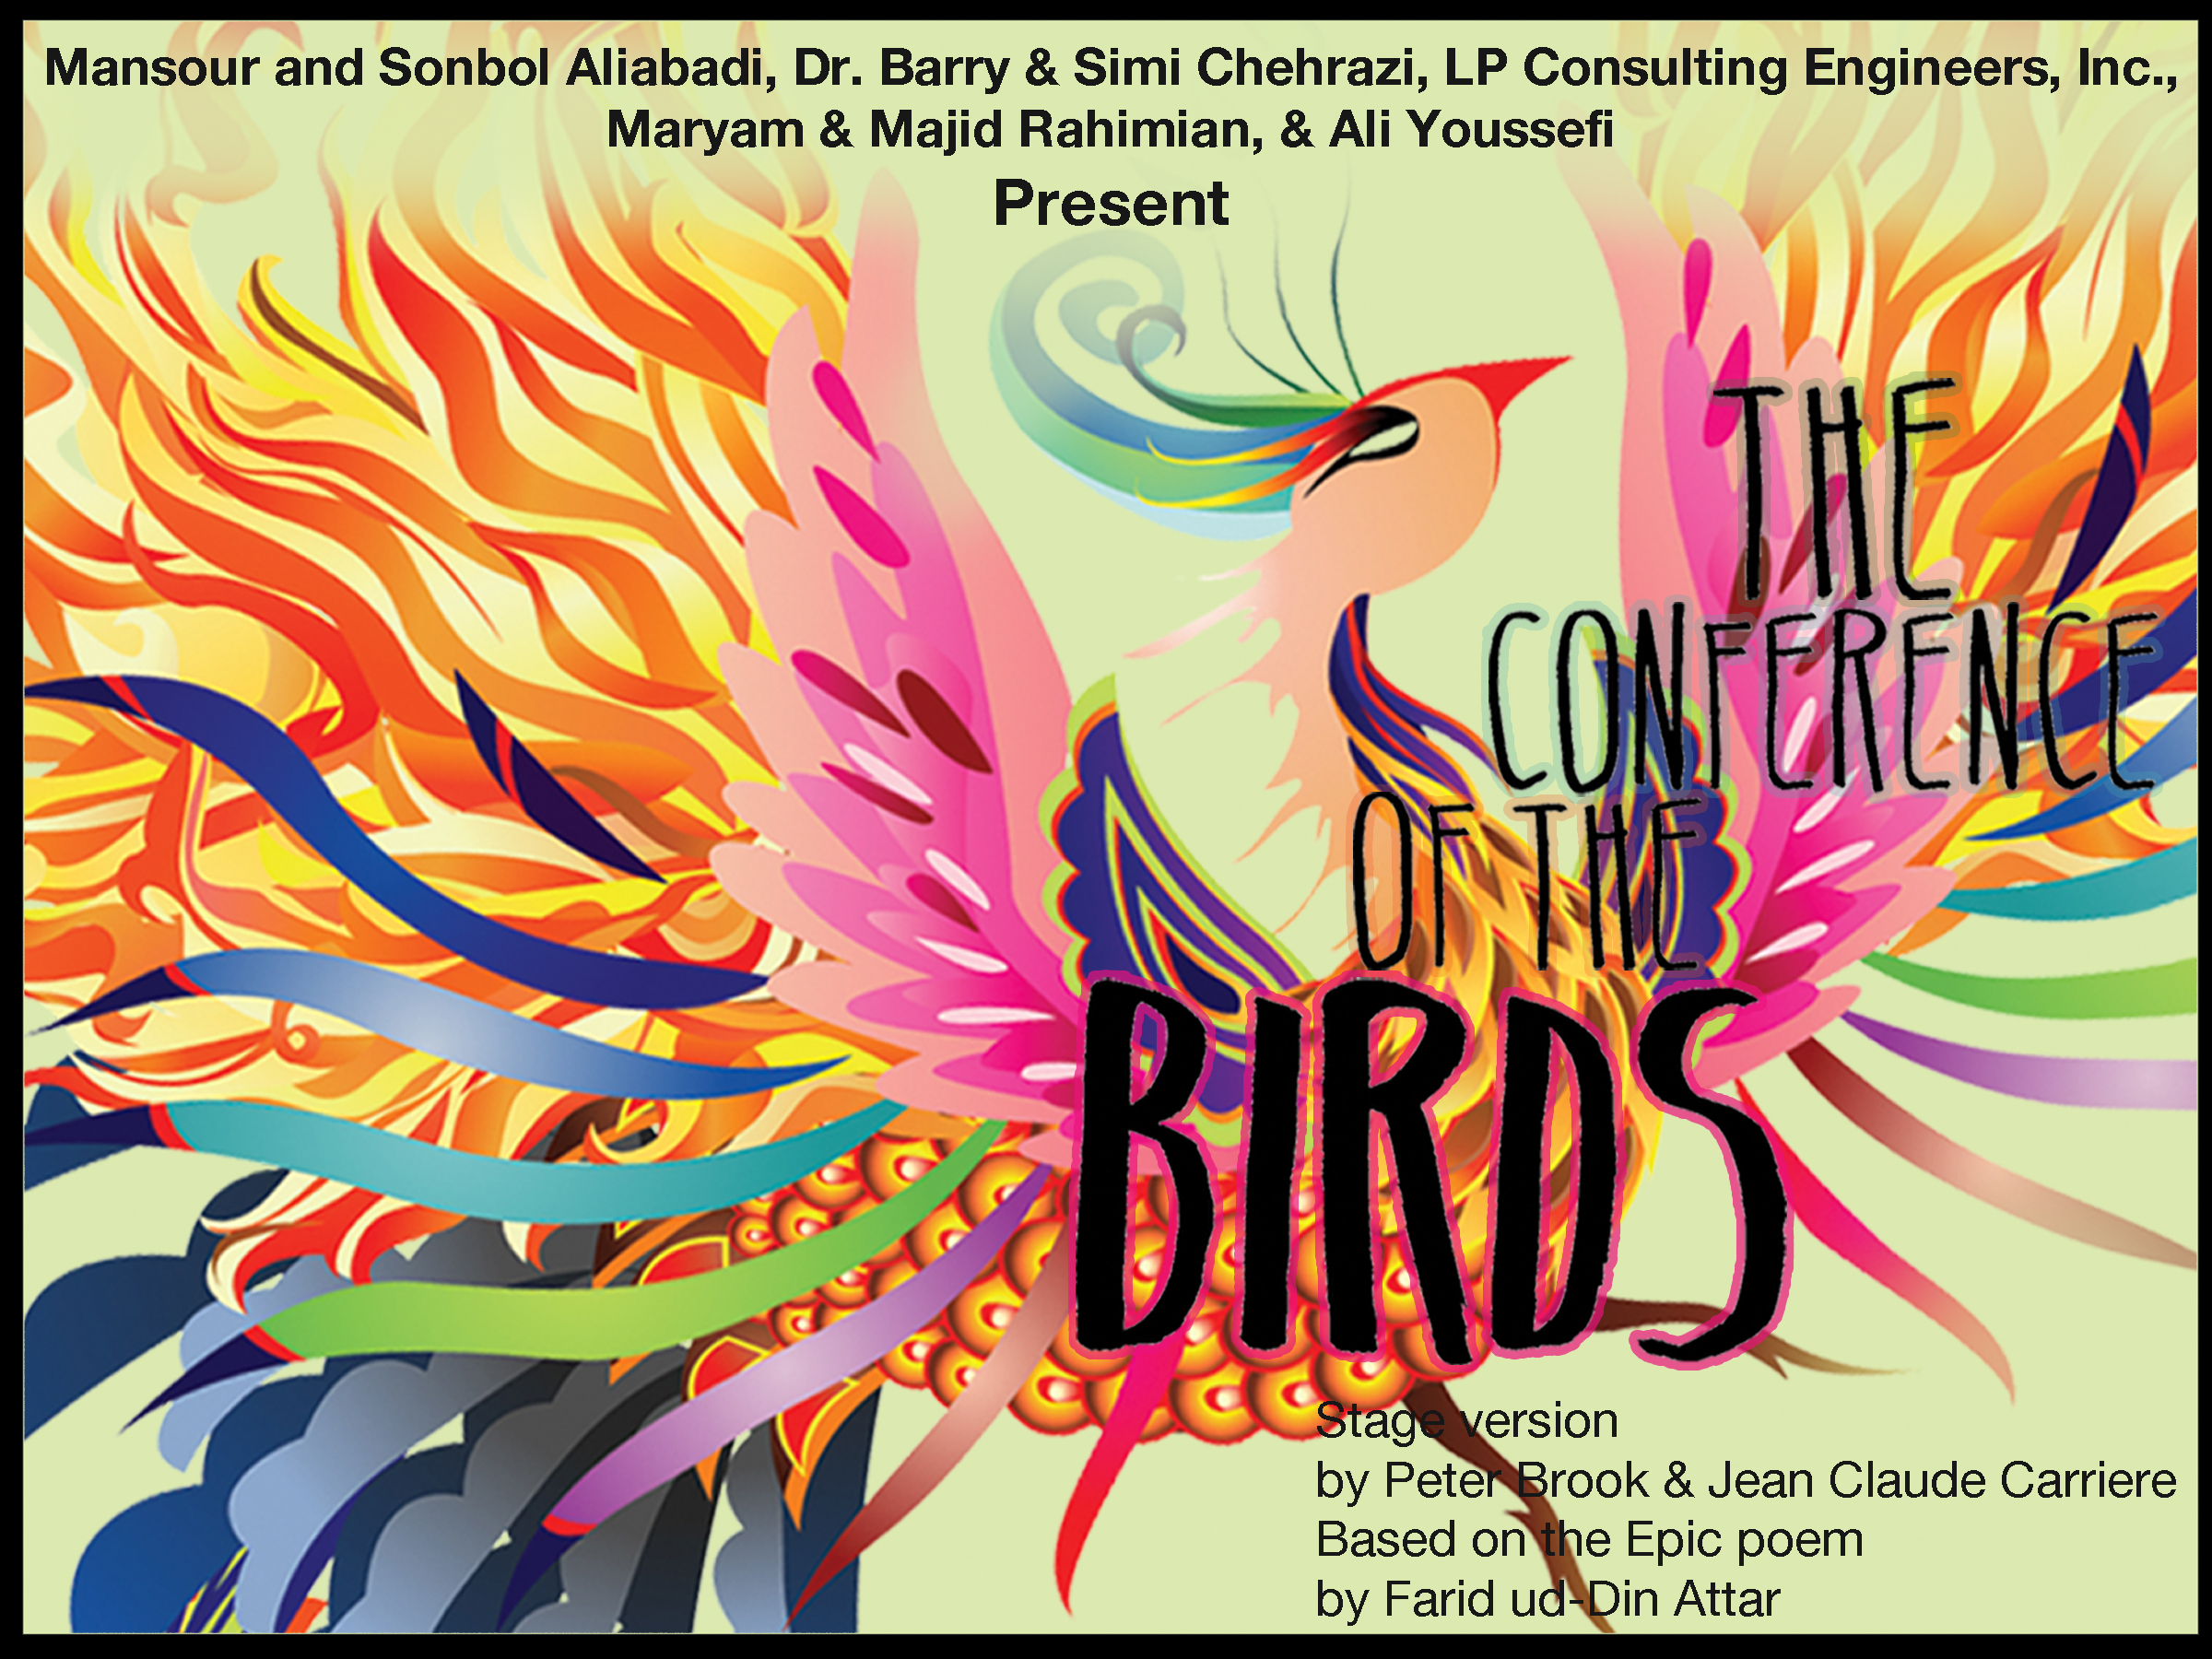 Mansour and Sonbol Aliabadi, Dr. Barry & Simi Chehrazi, LP Consulting Engineers, Inc.,
Maryam & Majid Rahimian, & Ali Youssefi
Present
THE
CONFERENCE
OF THE
BIRDS
Stage version
by Peter Brook & Jean Claude Carriere
Based on the Epic poem
by Farid ud-Din Attar